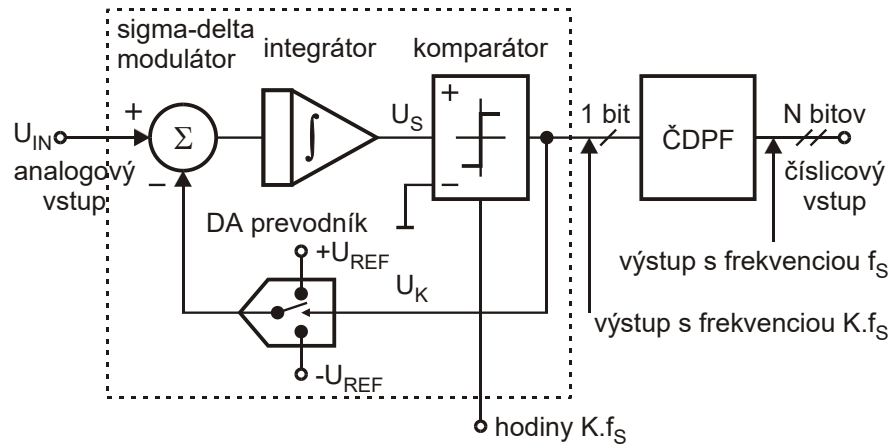 sigma-delta
modulátor
integrátor
komparátor
+
U_IN
analogový
vstup
−
Σ
∫
U_S
+
−
1 bit
ČDPF
N bitov
číslicový
vstup
DA prevodník
+U_REF
U_K
-U_REF
výstup s frekvenciou f_S
výstup s frekvenciou K.f_S
hodiny K.f_S